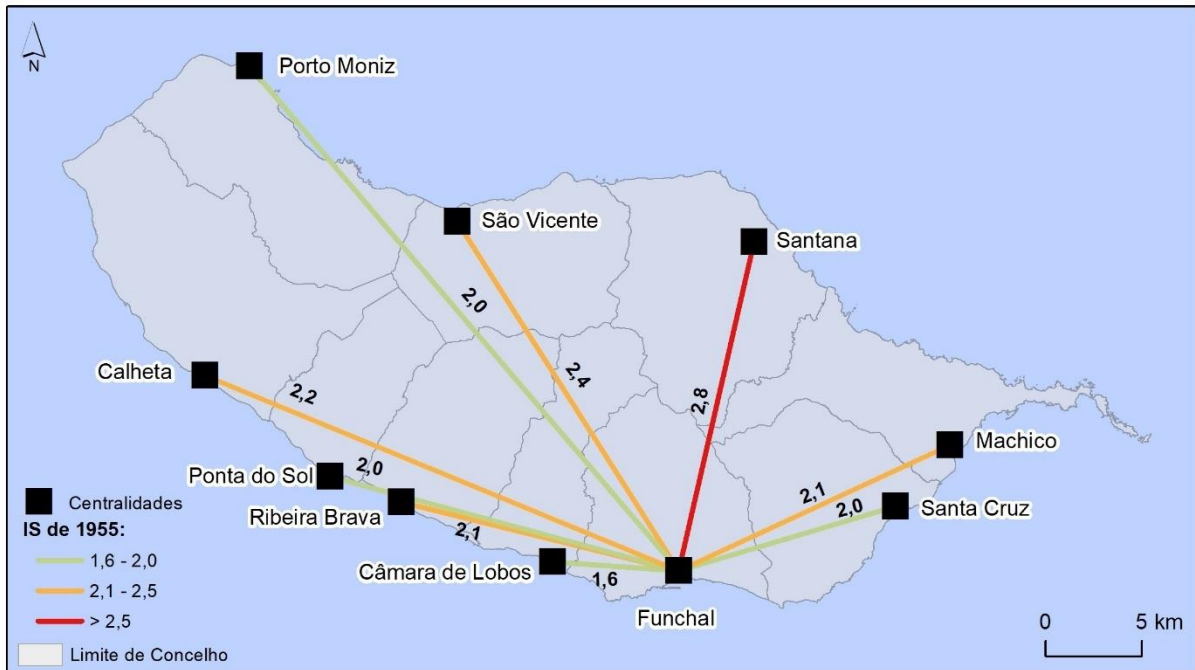 N
Porto Moniz
São Vicente
Santana
2,0
2,4
2,8
Calheta
2,2
Machico
2,1
Ponta do Sol
2,0
Ribeira Brava
2,1
2,0
Santa Cruz
Câmara de Lobos
1,6
Funchal
Centralidades
IS de 1955:
1,6 - 2,0
2,1 - 2,5
> 2,5
Limite de Concelho
0 5 km